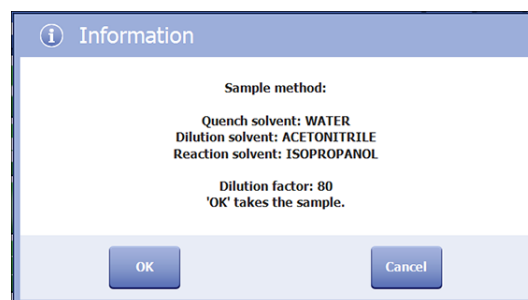 Information
Sample method:
Quench solvent: WATER
Dilution solvent: ACETONITRILE
Reaction solvent: ISOPROPANOL
Dilution factor: 80
'OK' takes the sample.
OK
Cancel